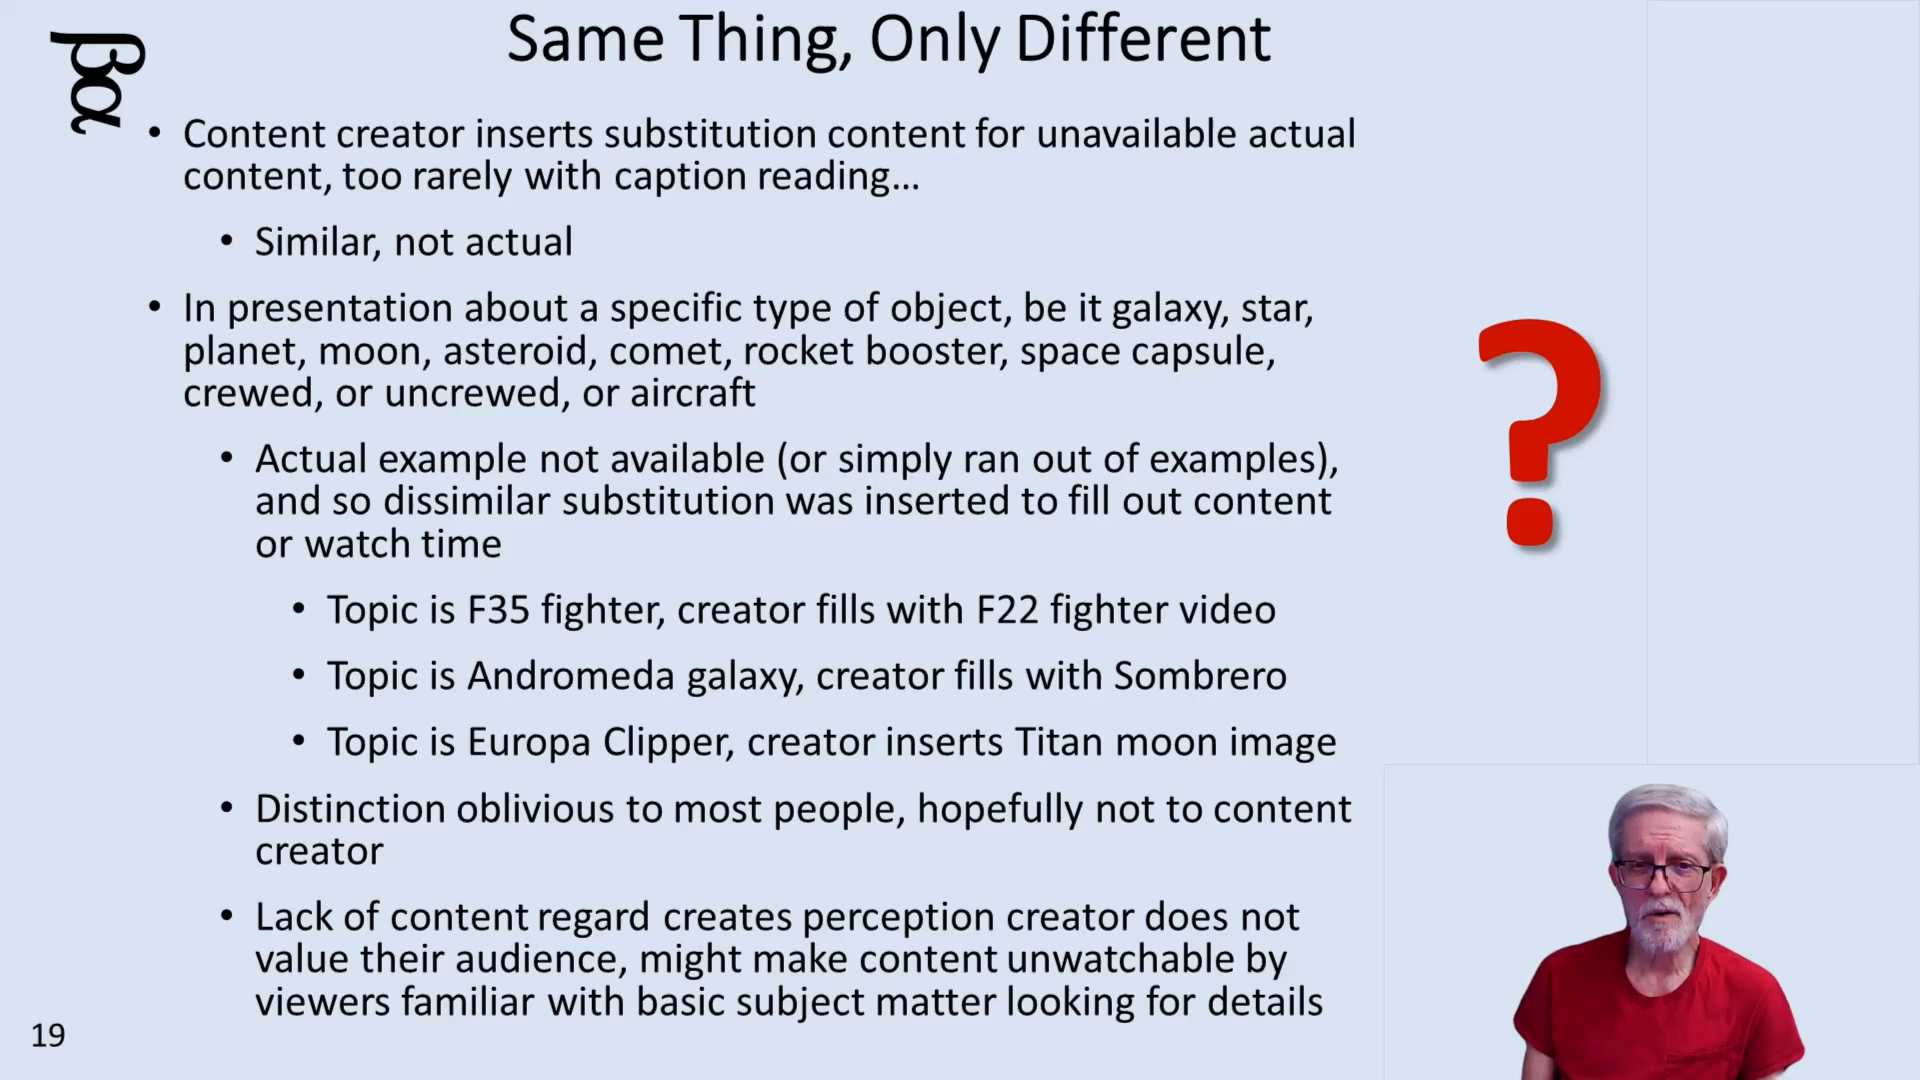 Same Thing, Only Different
βα
• Content creator inserts substitution content for unavailable actual
content, too rarely with caption reading...
• Similar, not actual
• In presentation about a specific type of object, be it galaxy, star,
planet, moon, asteroid, comet, rocket booster, space capsule,
crewed, or uncrewed, or aircraft
• Actual example not available (or simply ran out of examples),
and so dissimilar substitution was inserted to fill out content
or watch time
• Topic is F35 fighter, creator fills with F22 fighter video
• Topic is Andromeda galaxy, creator fills with Sombrero
• Topic is Europa Clipper, creator inserts Titan moon image
• Distinction oblivious to most people, hopefully not to content
creator
• Lack of content regard creates perception creator does not
value their audience, might make content unwatchable by
viewers familiar with basic subject matter looking for details
?
19